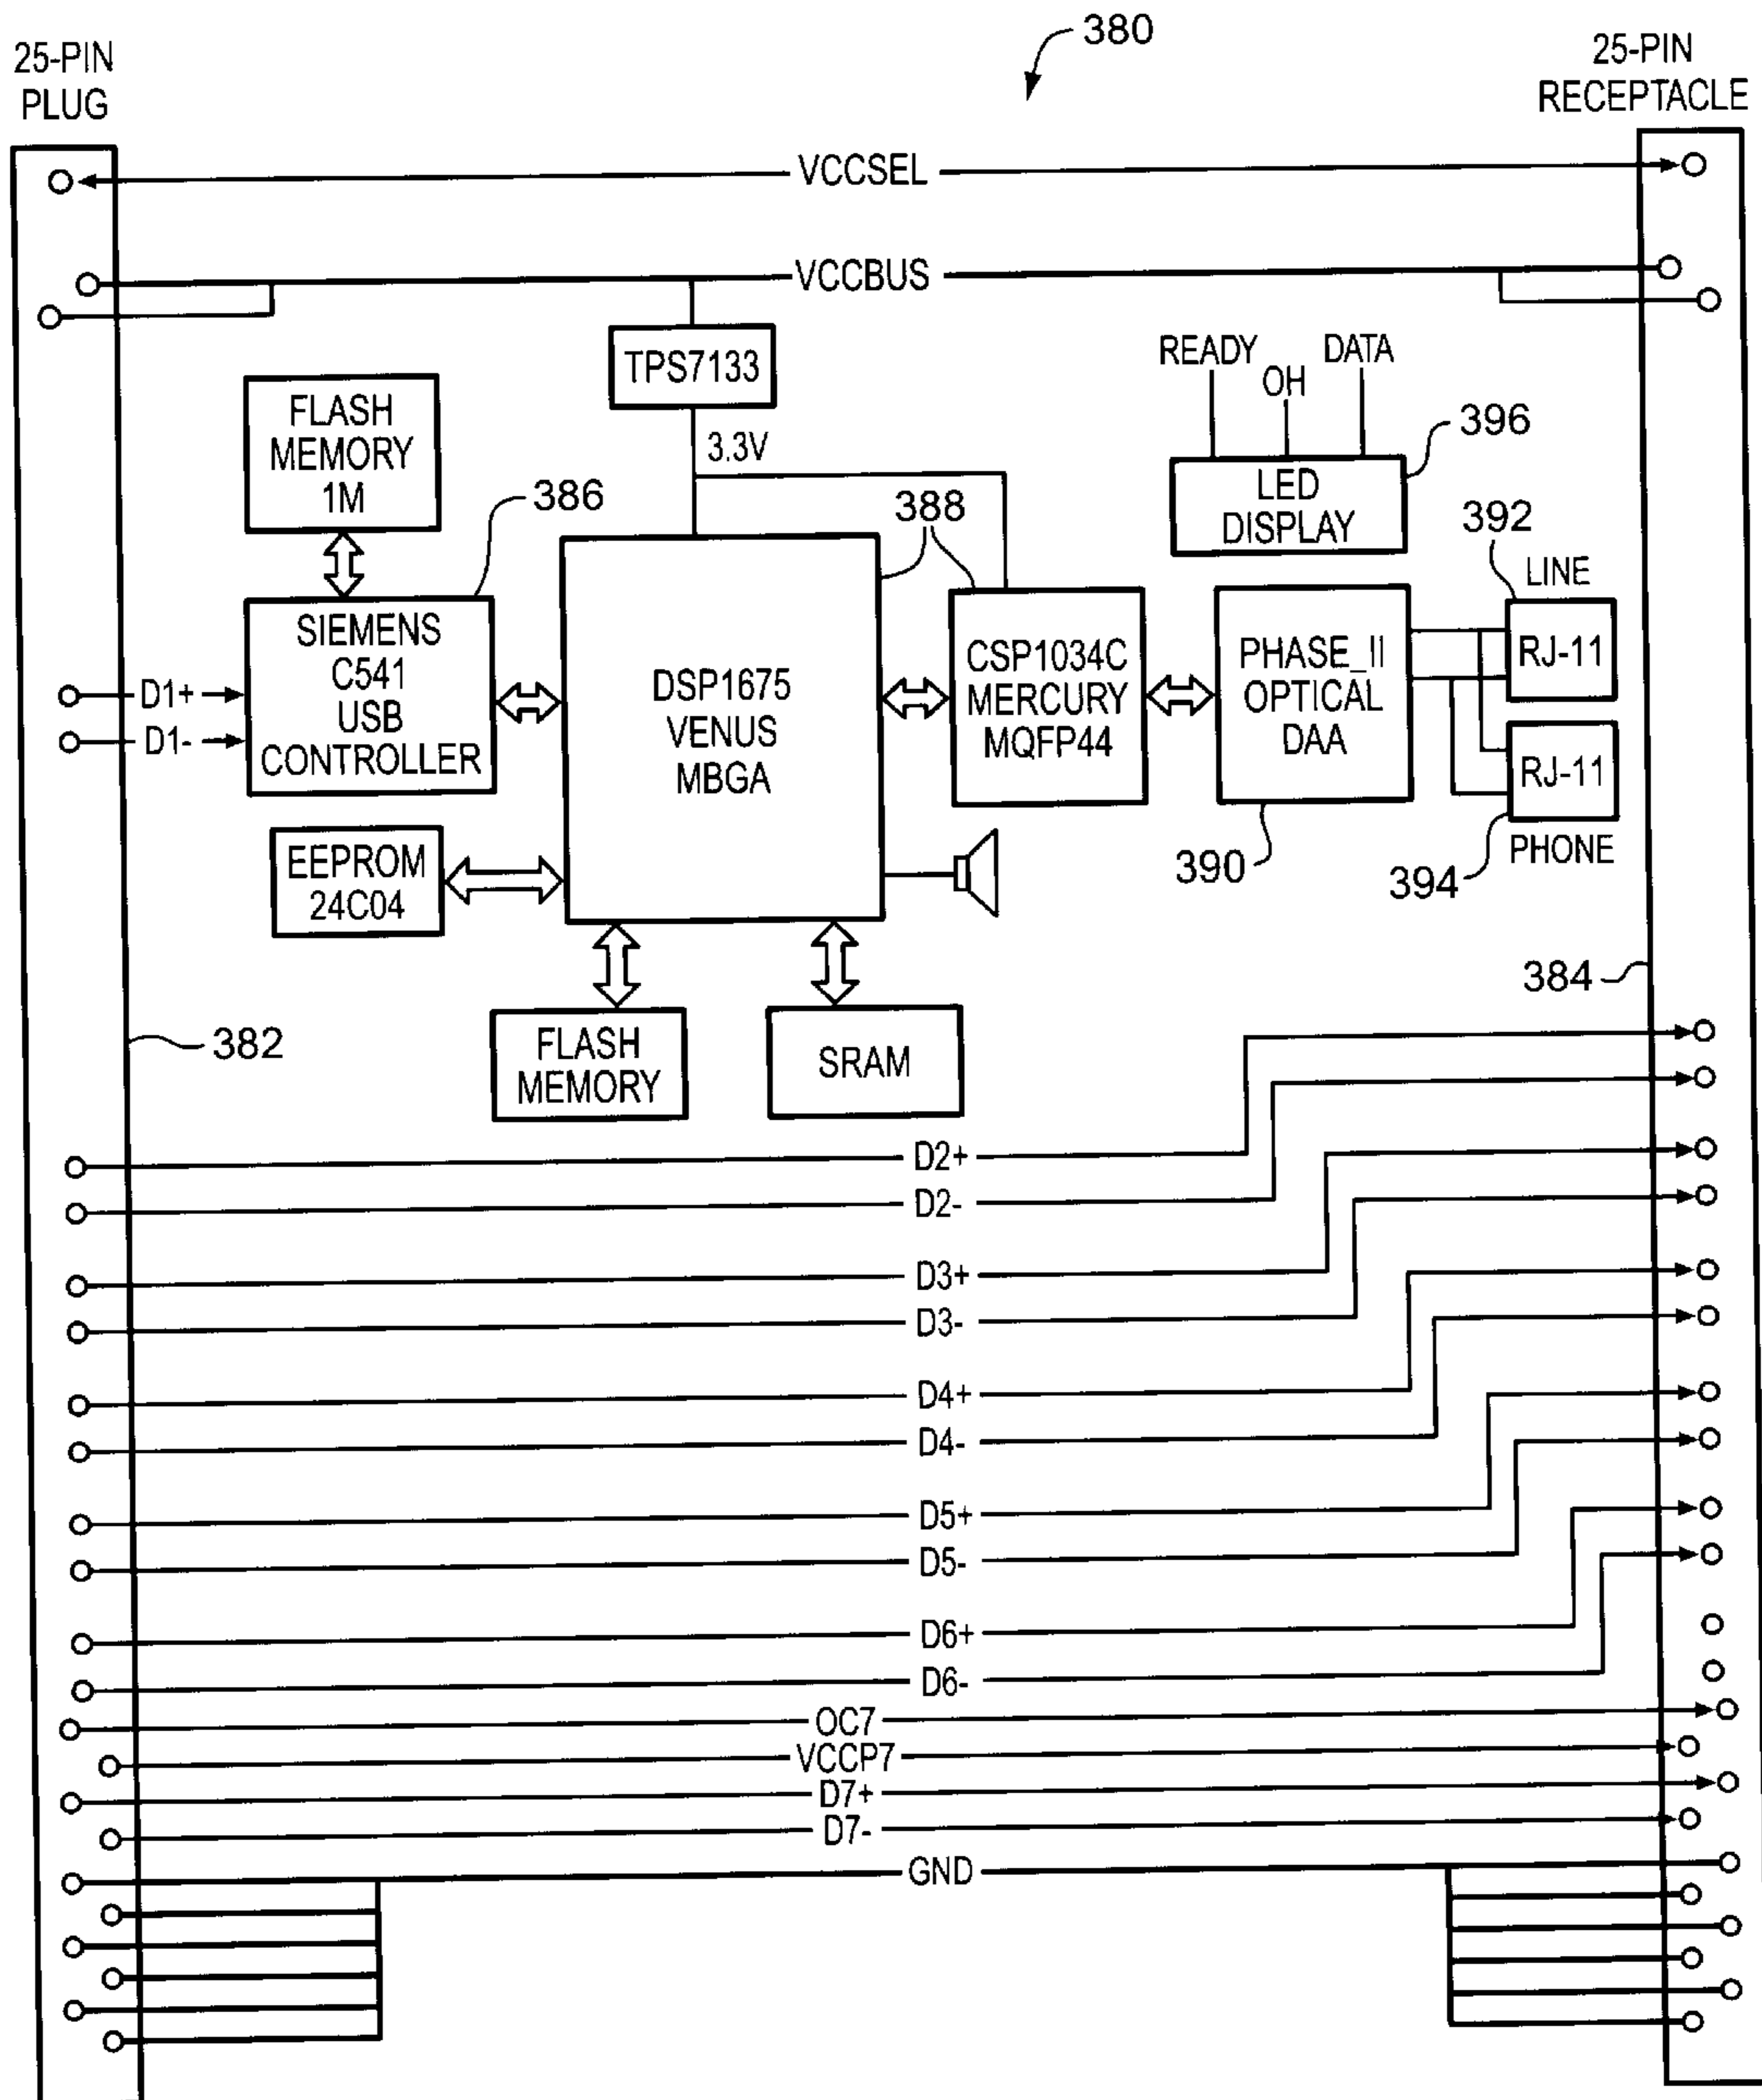 380
25-PIN
PLUG
25-PIN
RECEPTACLE
VCCSEL
VCCBUS
TPS7133
3.3V
READY
OH
DATA
396
LED
DISPLAY
FLASH
MEMORY
1M
386
388
392
LINE
RJ-11
SIEMENS
C541
USB
CONTROLLER
D1+
D1-
DSP1675
VENUS
MBGA
CSP1034C
MERCURY
MQFP44
PHASE_II
OPTICAL
DAA
RJ-11
PHONE
390
394
EEPROM
24C04
384
382
FLASH
MEMORY
SRAM
D2+
D2-
D3+
D3-
D4+
D4-
D5+
D5-
D6+
D6-
OC7
VCCP7
D7+
D7-
GND